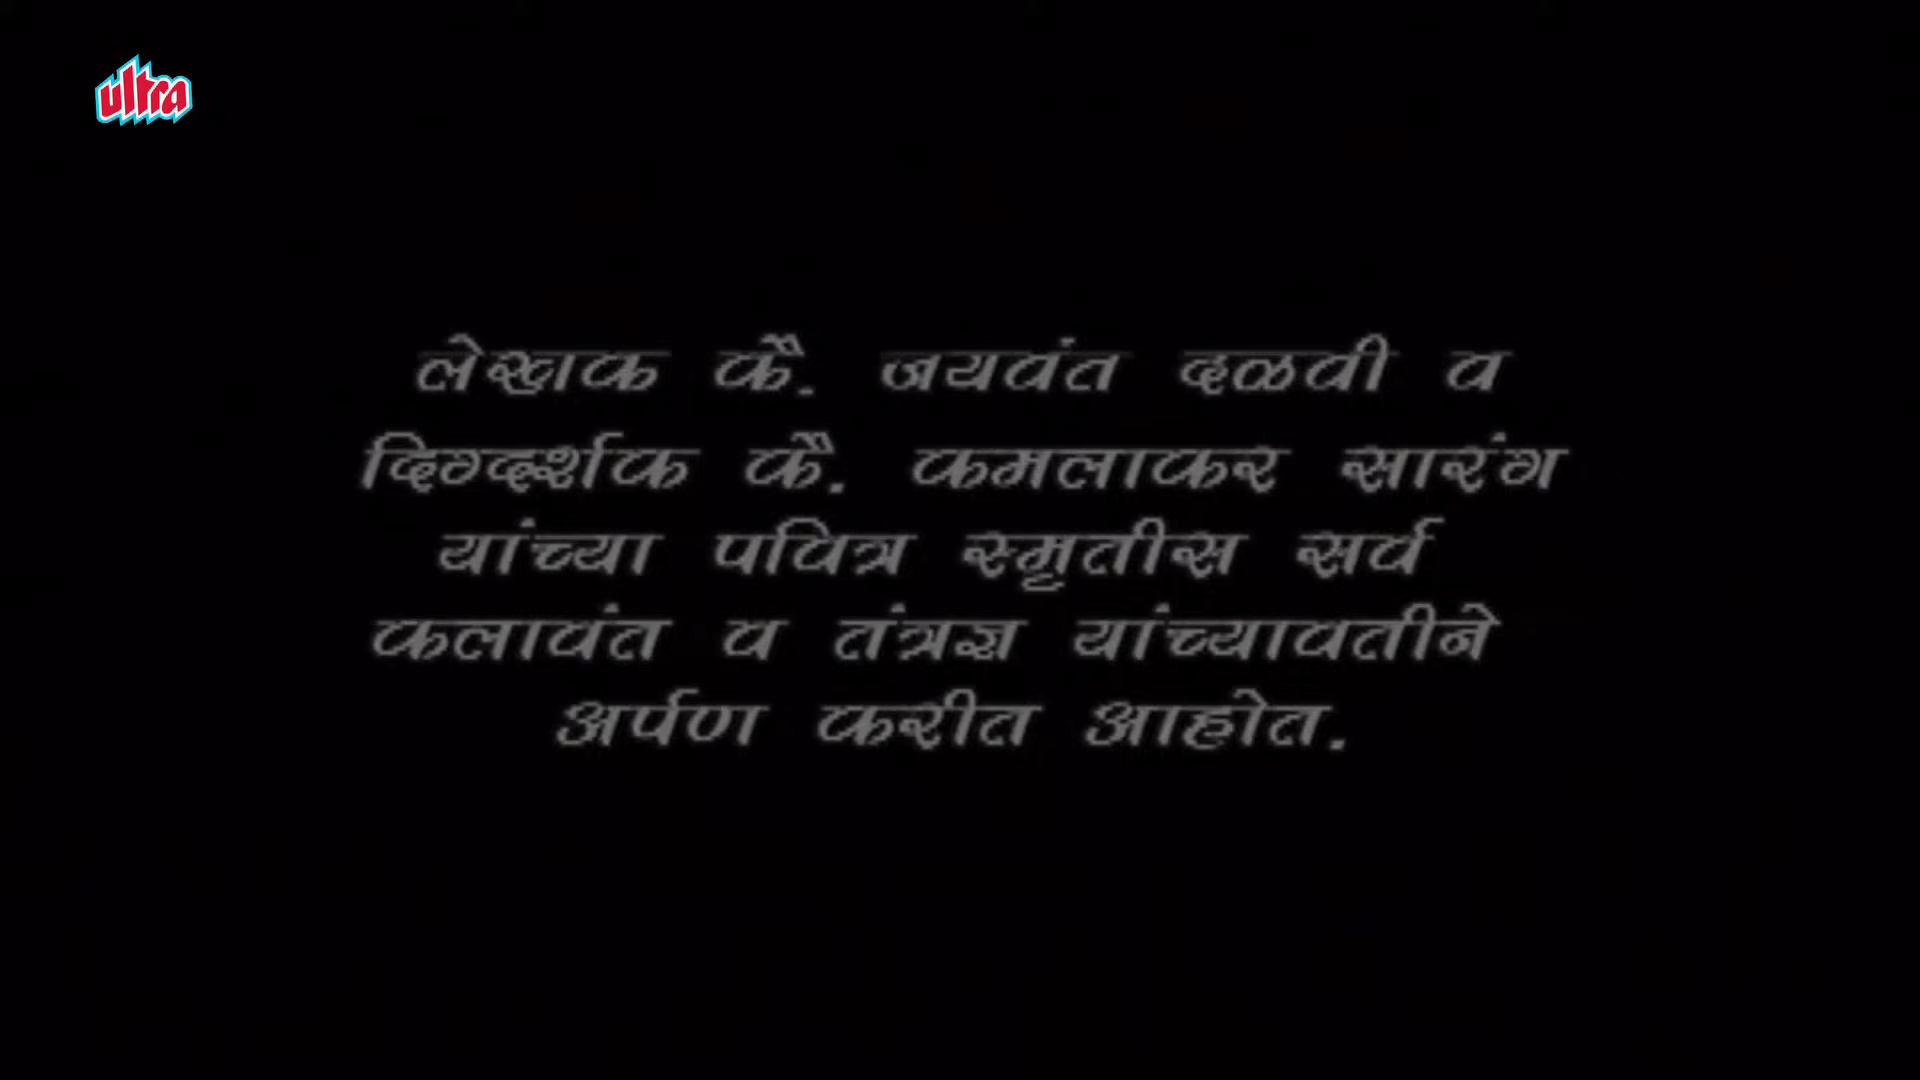 ultra
लेखक कै. जयवंत दळवी व
दिग्दर्शक कै. कमलाकर सारंग
यांच्या पवित्र स्मृतीस सर्व
कलावंत व तंत्रज्ञ यांच्यावतीने
अर्पण करीत आहोत.